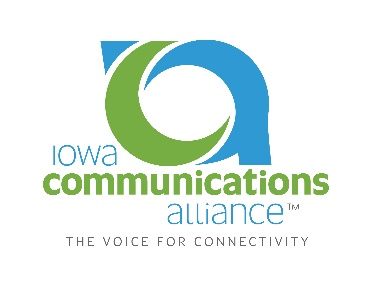 iowa
communications
alliance™
THE VOICE FOR CONNECTIVITY